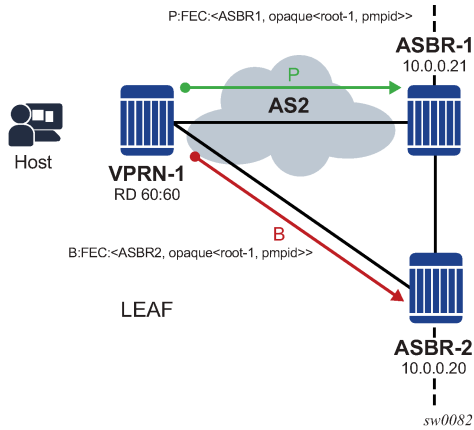 P:FEC:<ASBR1, opaque<root-1, pmpid>>
ASBR-1
10.0.0.21
P
AS2
Host
VPRN-1
RD 60:60
B
B:FEC:<ASBR2, opaque<root-1, pmpid>>
LEAF
ASBR-2
10.0.0.20
sw0082